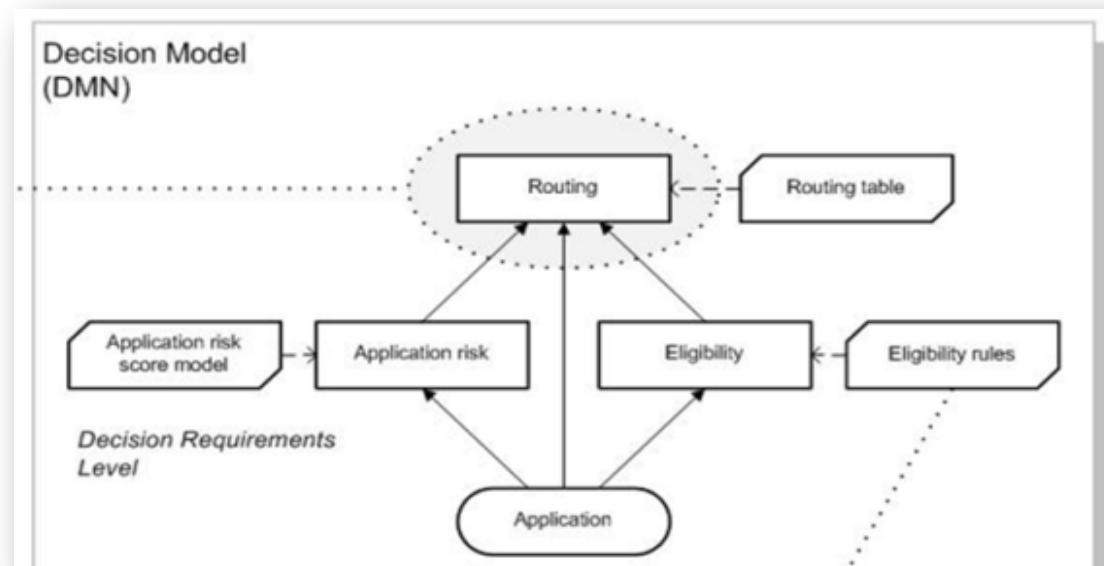 Decision Model
(DMN)
Routing
Routing table
Application risk
score model
Application risk
Eligibility
Eligibility rules
Decision Requirements
Level
Application